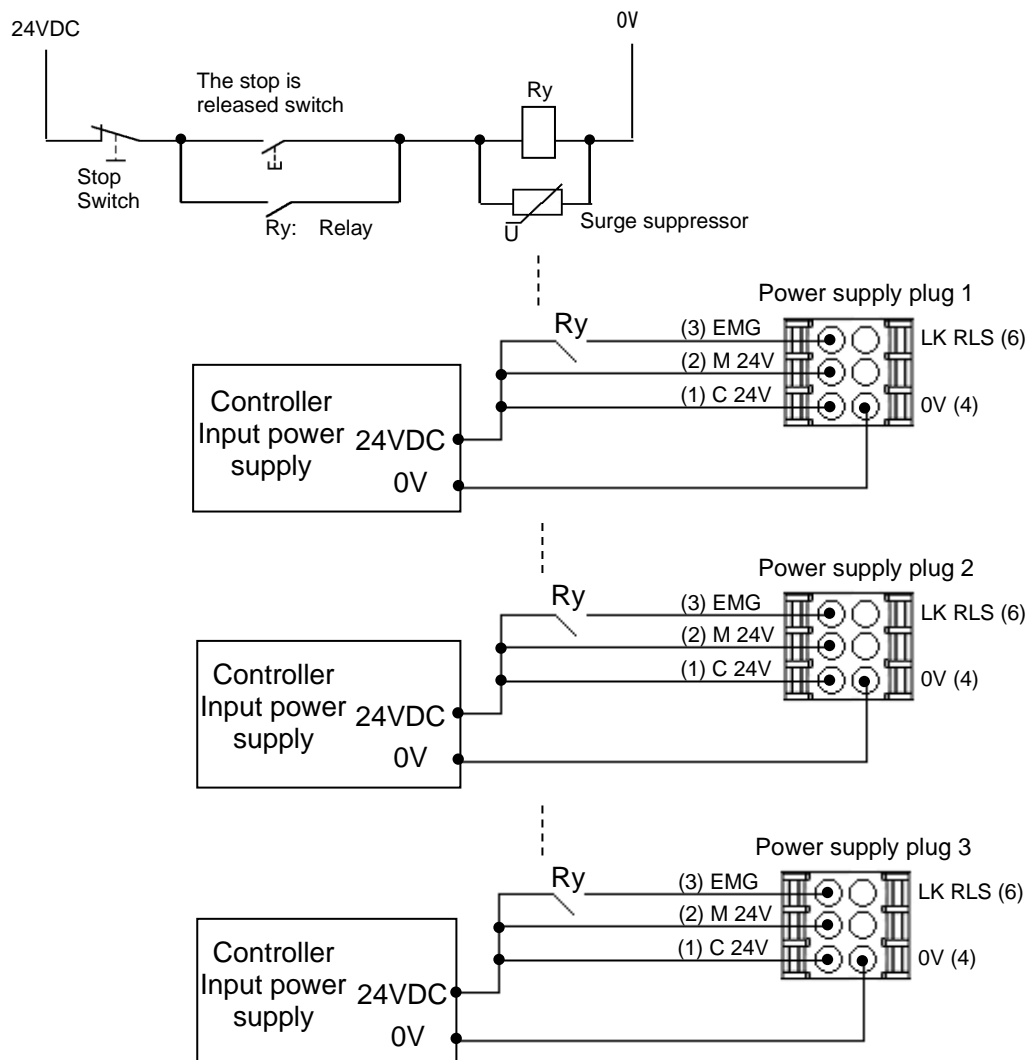 24VDC
0V
The stop is
released switch
Ry
Stop
Switch
Ry: Relay
U
Surge suppressor
Power supply plug 1
Ry
(3) EMG
LK RLS (6)
(2) M 24V
(1) C 24V
0V (4)
Controller
Input power
supply
24VDC
0V
Power supply plug 2
Ry
(3) EMG
LK RLS (6)
(2) M 24V
(1) C 24V
0V (4)
Controller
Input power
supply
24VDC
0V
Power supply plug 3
Ry
(3) EMG
LK RLS (6)
(2) M 24V
(1) C 24V
0V (4)
Controller
Input power
supply
24VDC
0V